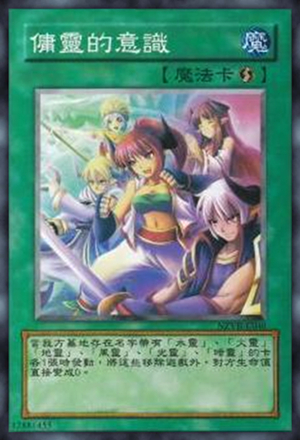 傭靈的意識
魔
【魔法卡】
當我方墓地存在名字帶有「水靈」、「火靈」
「地靈」、「風靈」、「光靈」、「暗靈」的卡
各1張時發動，將這些移除遊戲外，對方生命值
直接變成0。